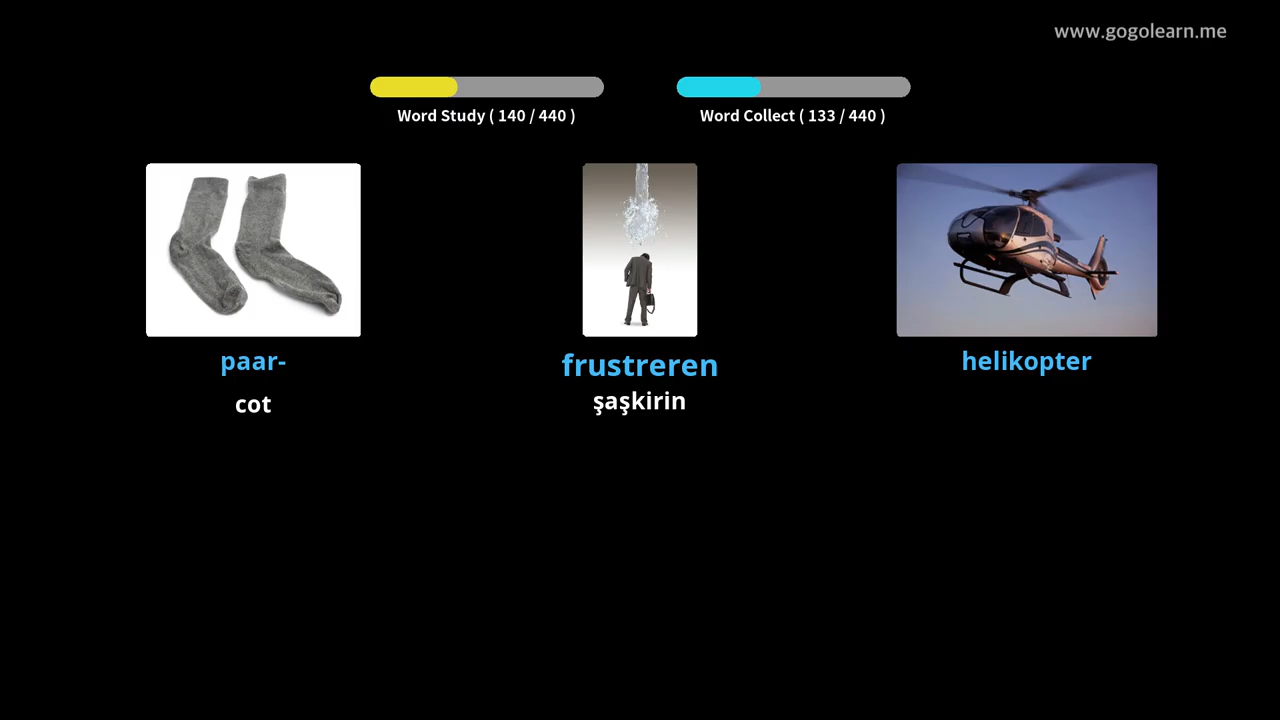 www.gogolearn.me
Word Study ( 140 / 440 )
Word Collect ( 133 / 440 )
paar-
cot
frustreren
şaşkirin
helikopter